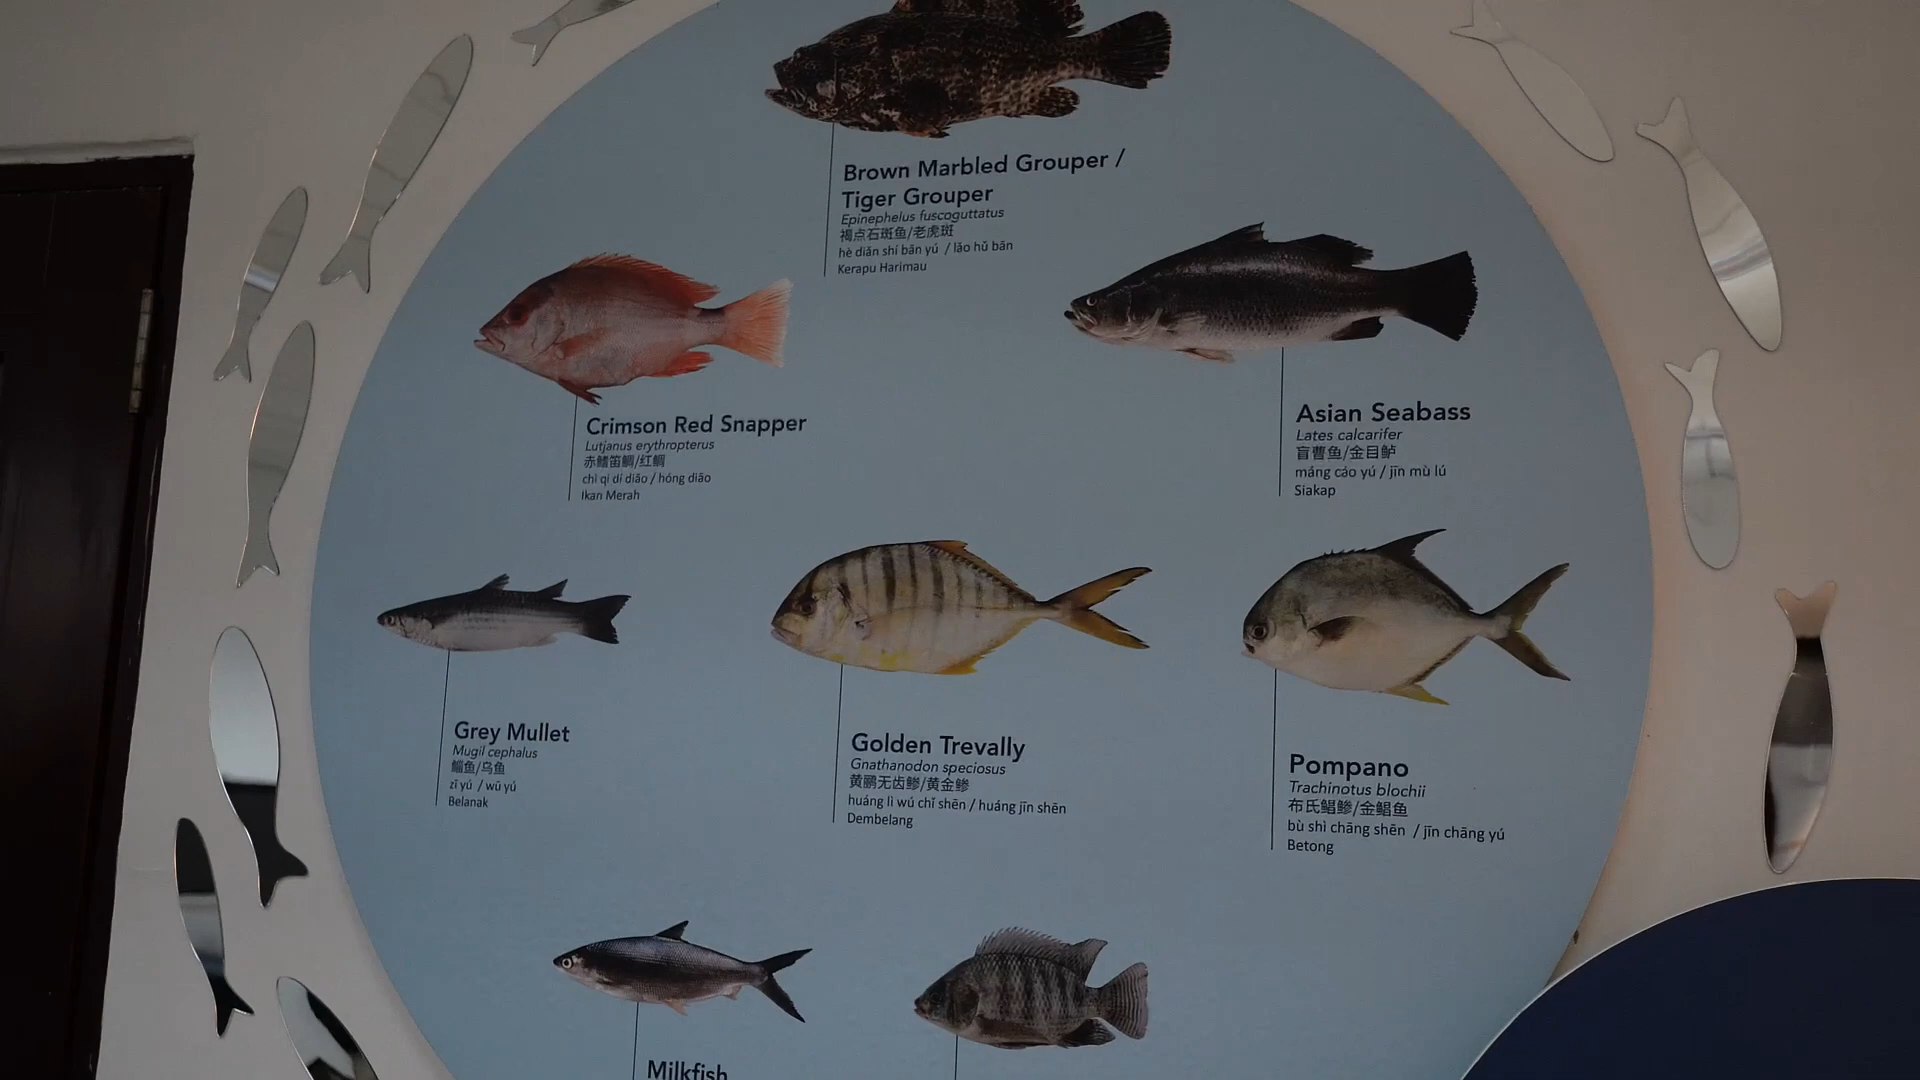 Brown Marbled Grouper /
Tiger Grouper
Epinephelus fuscoguttatus
褐点石斑鱼/老虎斑
hè diǎn shí bān yú / lǎo hǔ bān
Kerapu Harimau
Crimson Red Snapper
Lutjanus erythropterus
赤鳍笛鲷/红鲷
chì qí dí diāo / hóng diāo
Ikan Merah
Asian Seabass
Lates calcarifer
盲曹鱼/金目鲈
máng cáo yú / jīn mù lú
Siakap
Grey Mullet
Mugil cephalus
鲻鱼/乌鱼
zī yú / wū yú
Belanak
Golden Trevally
Gnathanodon speciosus
黄鹂无齿鲹/黄金鲹
huáng lì wú chǐ shēn / huáng jīn shēn
Dembelang
Pompano
Trachinotus blochii
布氏鲳鲹/金鲳鱼
bù shì chāng shēn / jīn chāng yú
Betong
Milkfish